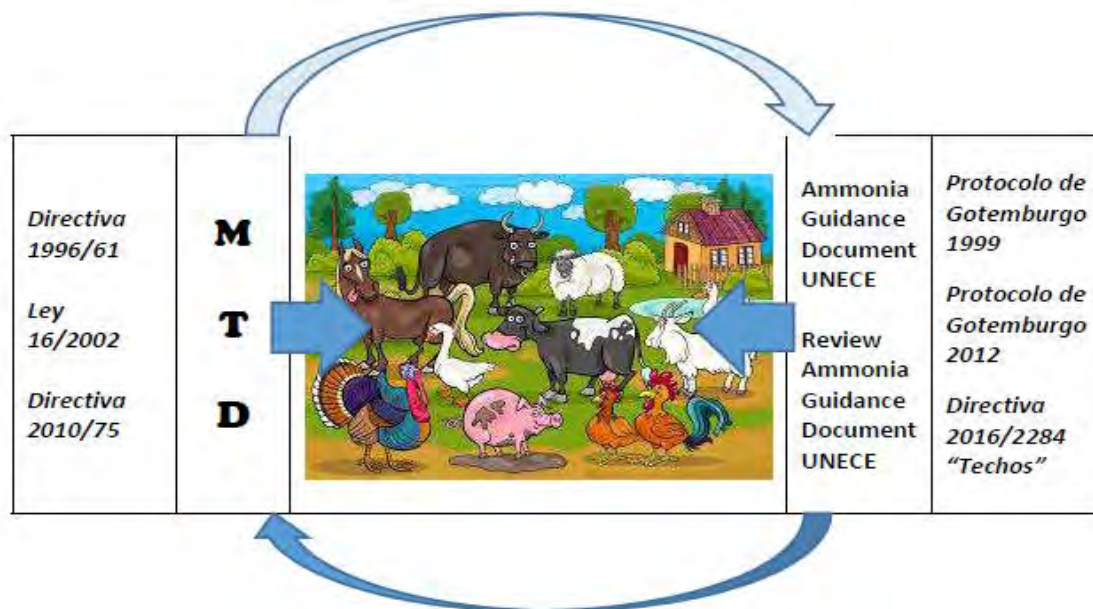 Directiva
1996/61
Ley
16/2002
Directiva
2010/75
M
T
D
Ammonia
Guidance
Document
UNECE
Review
Ammonia
Guidance
Document
UNECE
Protocolo de
Gotemburgo
1999
Protocolo de
Gotemburgo
2012
Directiva
2016/2284
“Techos”